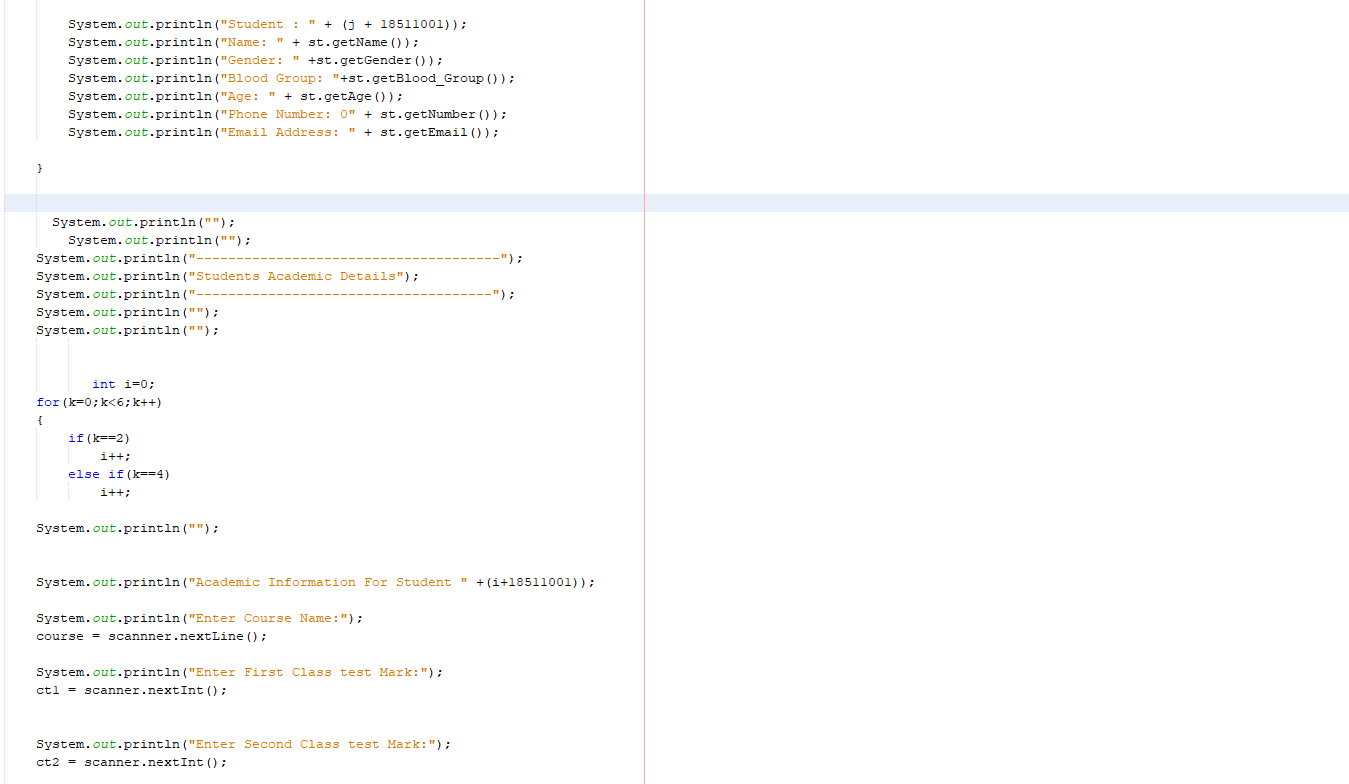 System.out.println("Student : " + (j + 18511001));
System.out.println("Name: " + st.getName());
System.out.println("Gender: " +st.getGender());
System.out.println("Blood Group: "+st.getBlood_Group());
System.out.println("Age: " + st.getAge());
System.out.println("Phone Number: 0" + st.getNumber());
System.out.println("Email Address: " + st.getEmail());
}
System.out.println("");
System.out.println("");
System.out.println("--------------------------------------");
System.out.println("Students Academic Details");
System.out.println("-------------------------------------");
System.out.println("");
System.out.println("");
int i=0;
for(k=0;k<6;k++)
{
if(k==2)
i++;
else if(k==4)
i++;
System.out.println("");
System.out.println("Academic Information For Student " +(i+18511001));
System.out.println("Enter Course Name:");
course = scannner.nextLine();
System.out.println("Enter First Class test Mark:");
ct1 = scanner.nextInt();
System.out.println("Enter Second Class test Mark:");
ct2 = scanner.nextInt();